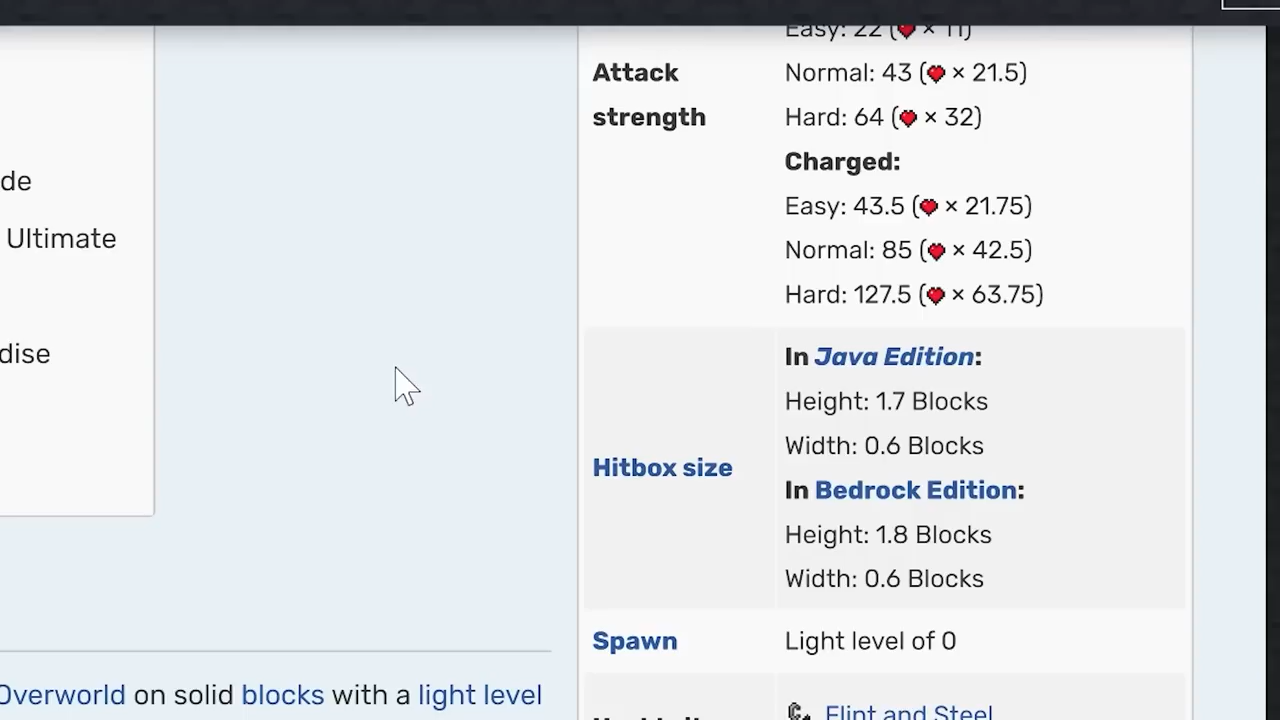 de
Ultimate
dise
Overworld on solid blocks with a light level
Easy: 22 (× 11)
Attack
strength
Normal: 43 (× 21.5)
Hard: 64 (× 32)
Charged:
Easy: 43.5 (× 21.75)
Normal: 85 (× 42.5)
Hard: 127.5 (× 63.75)
Hitbox size
In Java Edition:
Height: 1.7 Blocks
Width: 0.6 Blocks
In Bedrock Edition:
Height: 1.8 Blocks
Width: 0.6 Blocks
Spawn
Light level of 0
Flint and Steel